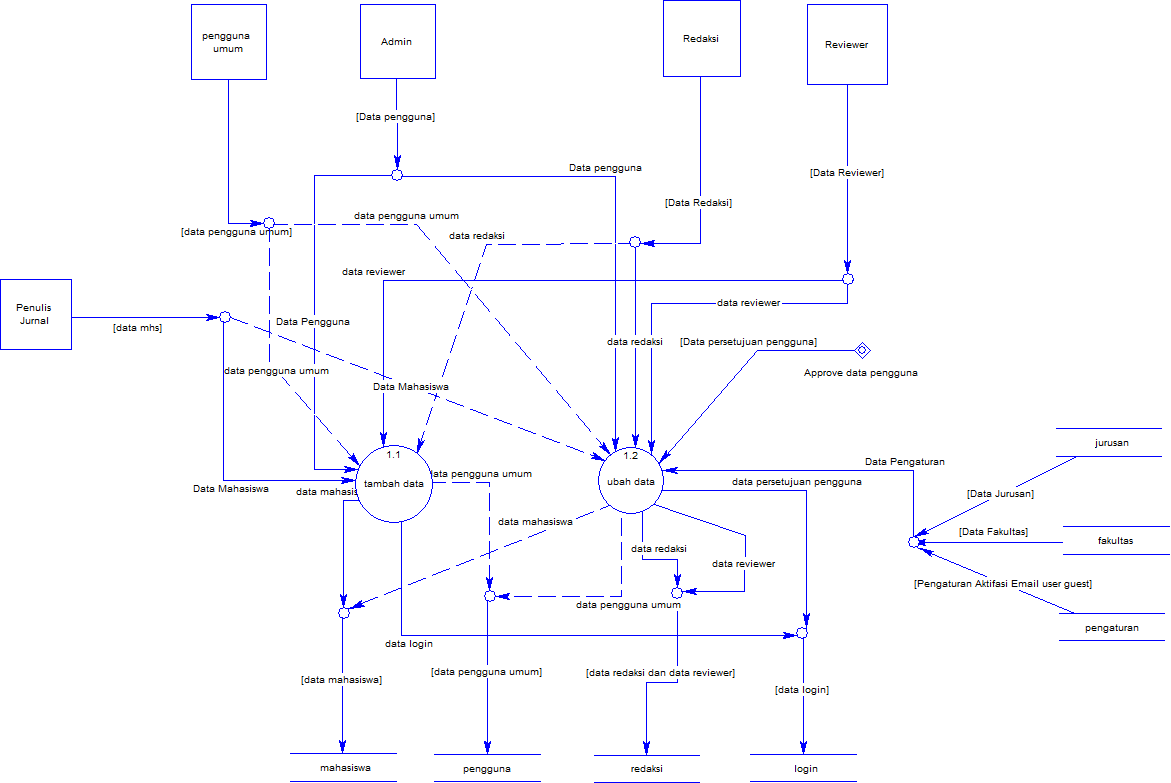 pengguna
umum
Admin
Redaksi
Reviewer
[Data pengguna]
Data pengguna
[Data Reviewer]
[Data Redaksi]
data pengguna umum
[data pengguna umum]
data redaksi
data reviewer
data reviewer
Penulis
Jurnal
[data mhs]
Data Pengguna
data redaksi
[Data persetujuan pengguna]
data pengguna umum
Approve data pengguna
Data Mahasiswa
jurusan
1.1
tambah data
1.2
ubah data
Data Pengaturan
data pengguna umum
data persetujuan pengguna
Data Mahasiswa
data mahasis
[Data Jurusan]
data mahasiswa
[Data Fakultas]
fakultas
data redaksi
data reviewer
[Pengaturan Aktifasi Email user guest]
data pengguna umum
pengaturan
data login
[data mahasiswa]
[data pengguna umum]
[data redaksi dan data reviewer]
[data login]
mahasiswa
pengguna
redaksi
login